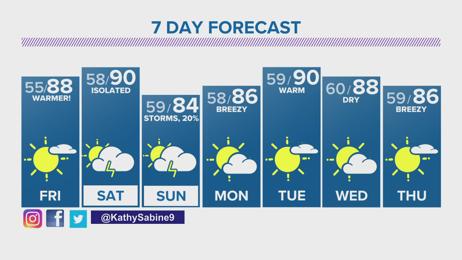 7 DAY FORECAST
55/88
WARMER!
FRI
58/90
ISOLATED
SAT
59/84
STORMS, 20%
SUN
58/86
BREEZY
MON
59/90
WARM
TUE
60/88
DRY
WED
59/86
BREEZY
THU
@KathySabine9